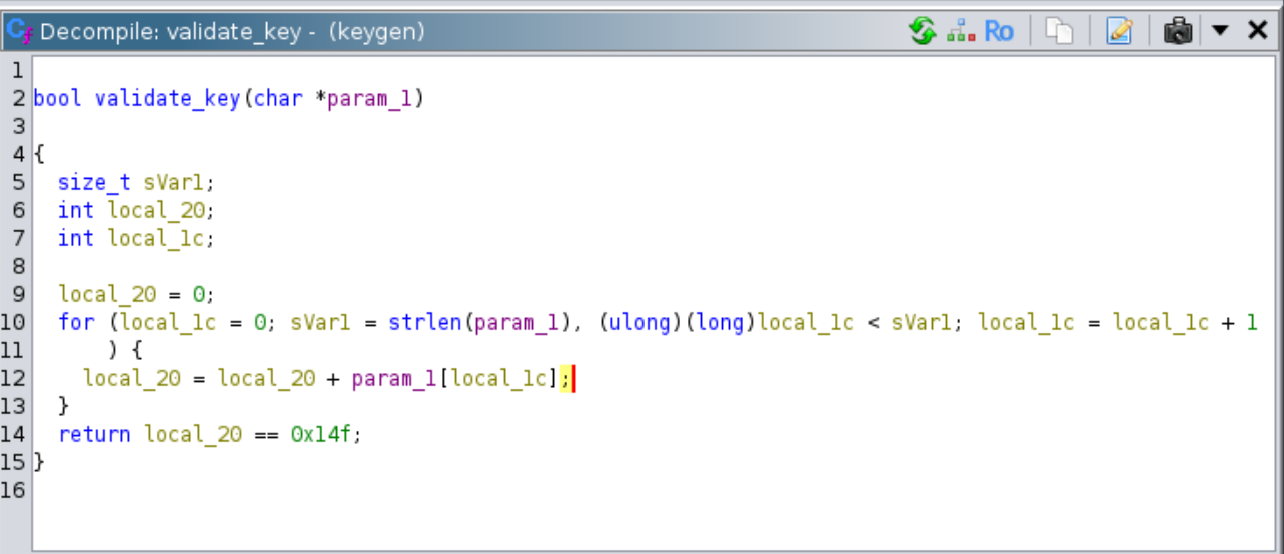 Decompile: validate_key - (keygen)
Ro
1
2 bool validate_key(char *param_1)
3
4 {
5   size_t sVar1;
6   int local_20;
7   int local_1c;
8
9   local_20 = 0;
10   for (local_1c = 0; sVar1 = strlen(param_1), (ulong)(long)local_1c < sVar1; local_1c = local_1c + 1
11       ) {
12     local_20 = local_20 + param_1[local_1c];
13   }
14   return local_20 == 0x14f;
15 }
16